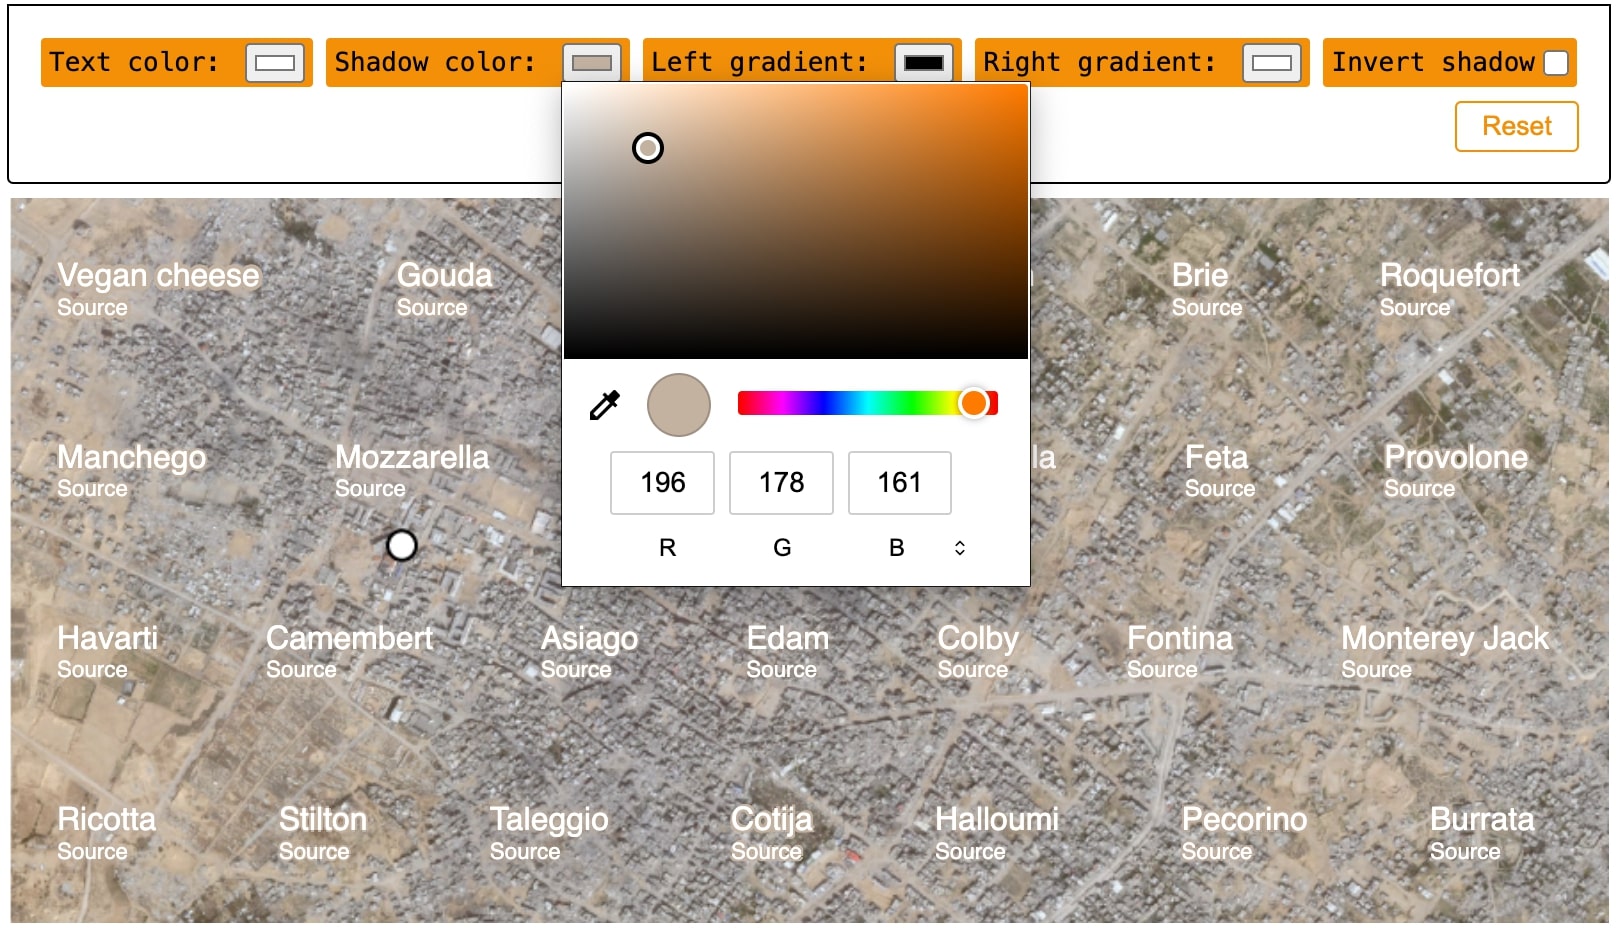 Text color: Shadow color: Left gradient: Right gradient: Invert shadow
Reset
Vegan cheese Gouda Brie Roquefort
Source Source Source Source
Manchego Mozzarella la Feta Provolone
Source Source Source Source
196 178 161
R G B
Havarti Camembert Asiago Edam Colby Fontina Monterey Jack
Source Source Source Source Source Source Source
Ricotta Stilton Taleggio Cotija Halloumi Pecorino Burrata
Source Source Source Source Source Source Source